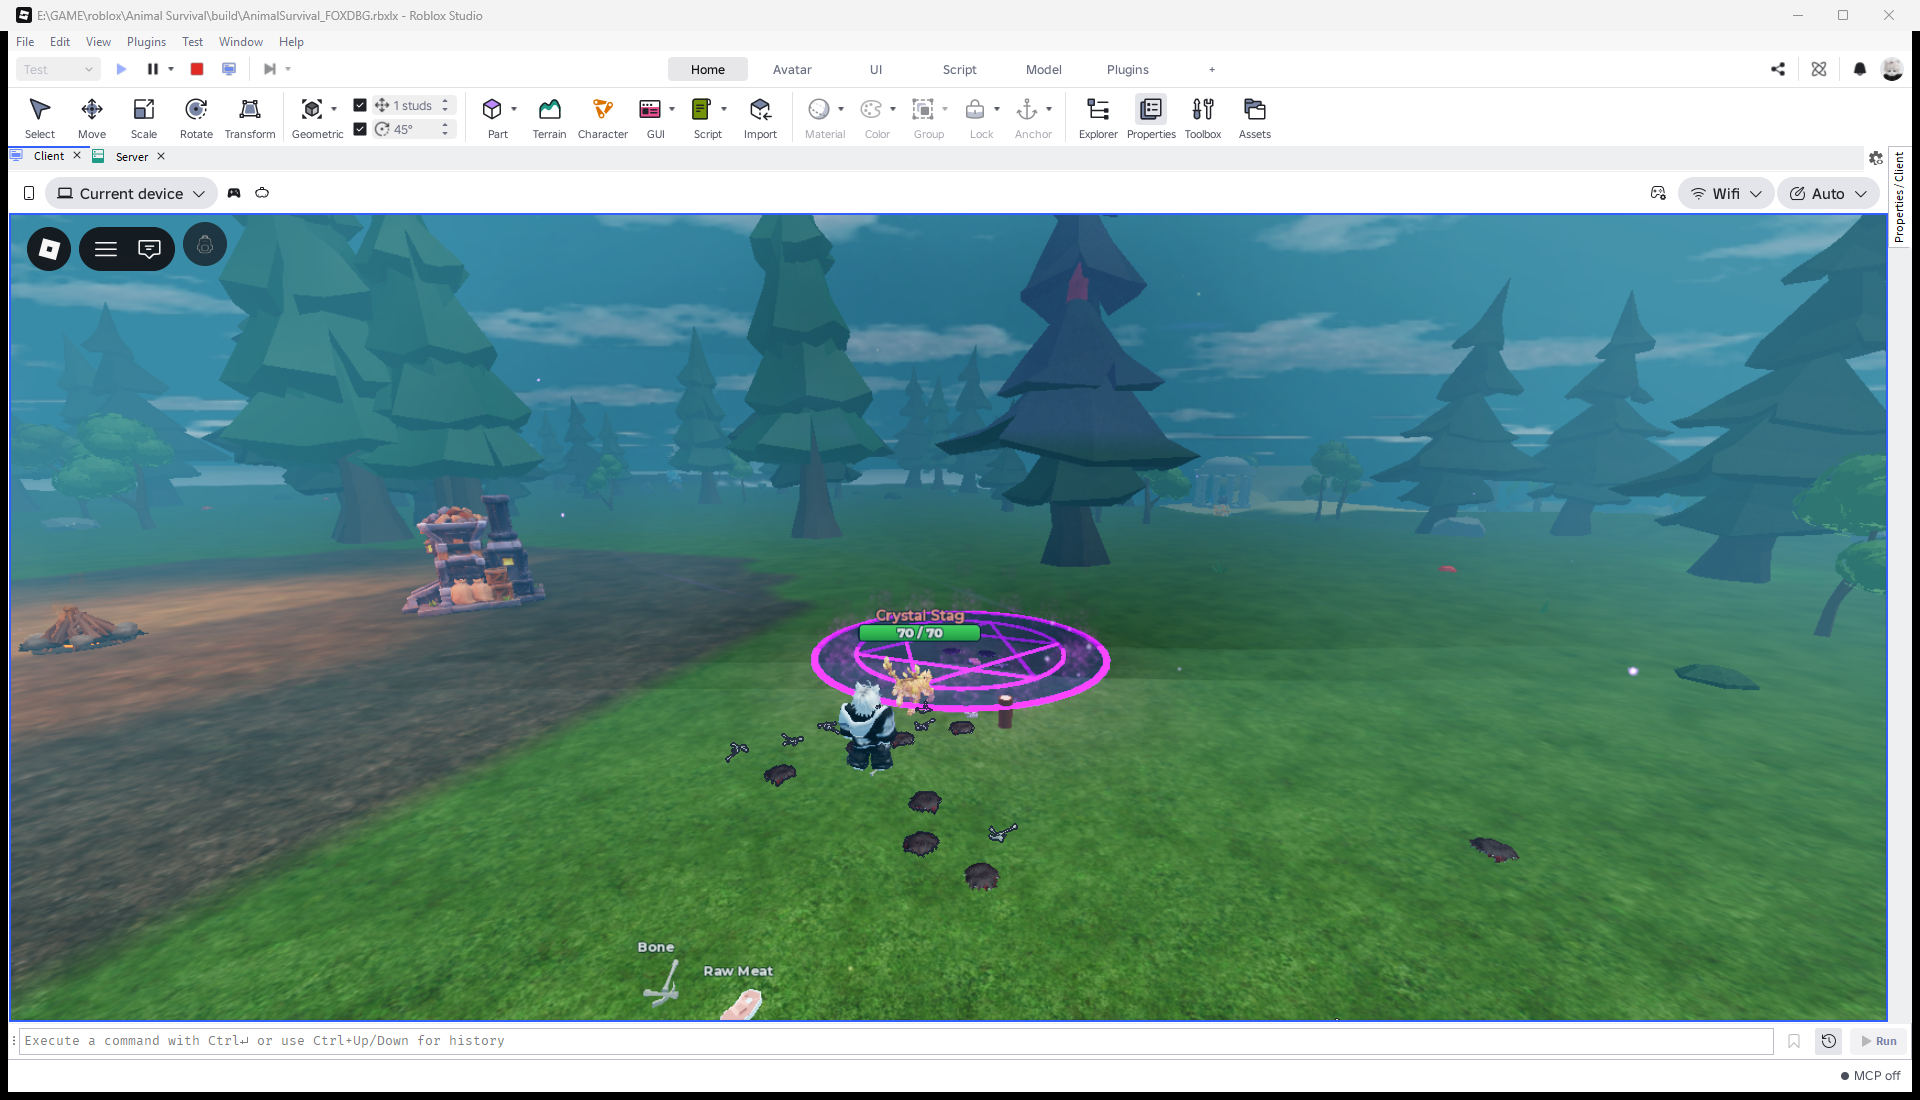 E:\GAME\roblox\Animal Survival\build\AnimalSurvival_FOXDBG.rbxlx - Roblox Studio
File Edit View Plugins Test Window Help
Test
Home Avatar UI Script Model Plugins +
Select Move Scale Rotate Transform Geometric 1 studs 45° Part Terrain Character GUI Script Import Material Color Group Lock Anchor Explorer Properties Toolbox Assets
Client Server
Current device Wifi Auto
Properties / Client
Crystal Stag
70 / 70
Bone
Raw Meat
Execute a command with Ctrl↵ or use Ctrl+Up/Down for history
Run
MCP off